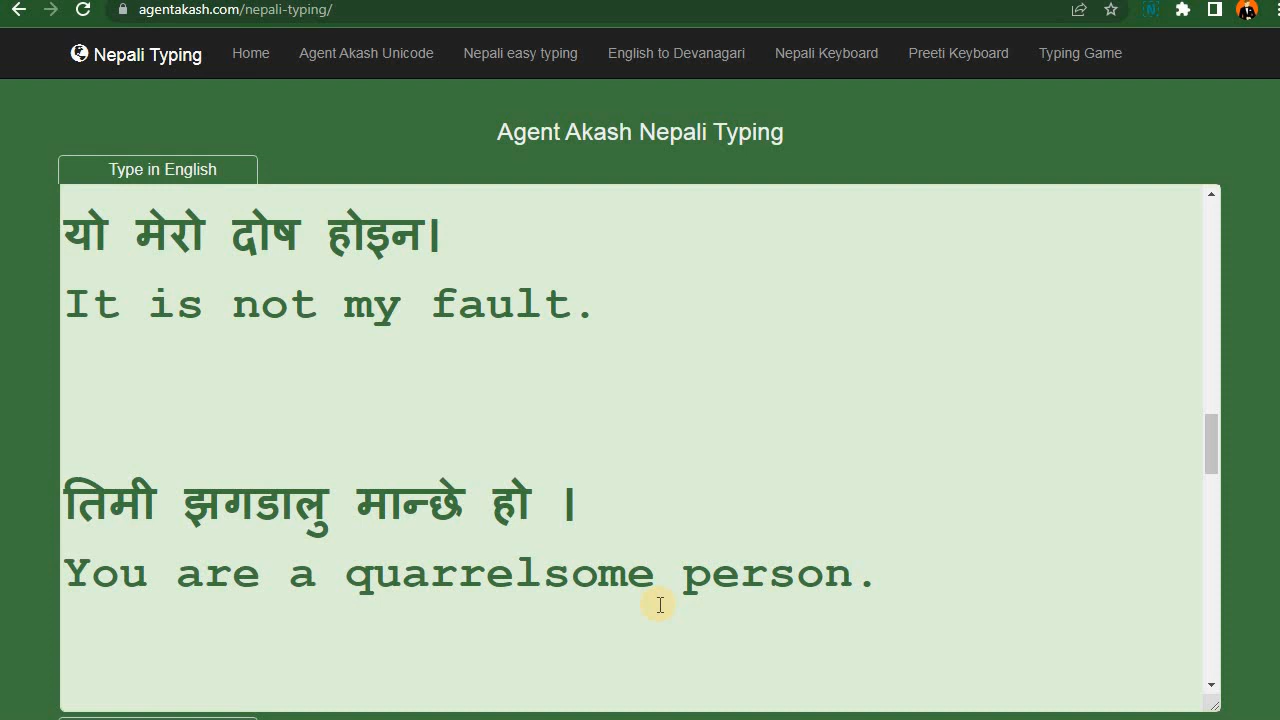 agentakash.com/nepali-typing/
Nepali Typing Home Agent Akash Unicode Nepali easy typing English to Devanagari Nepali Keyboard Preeti Keyboard Typing Game
Agent Akash Nepali Typing
Type in English
यो मेरो दोष होइन।
It is not my fault.
तिमी झगडालु मान्छे हो ।
You are a quarrelsome person.